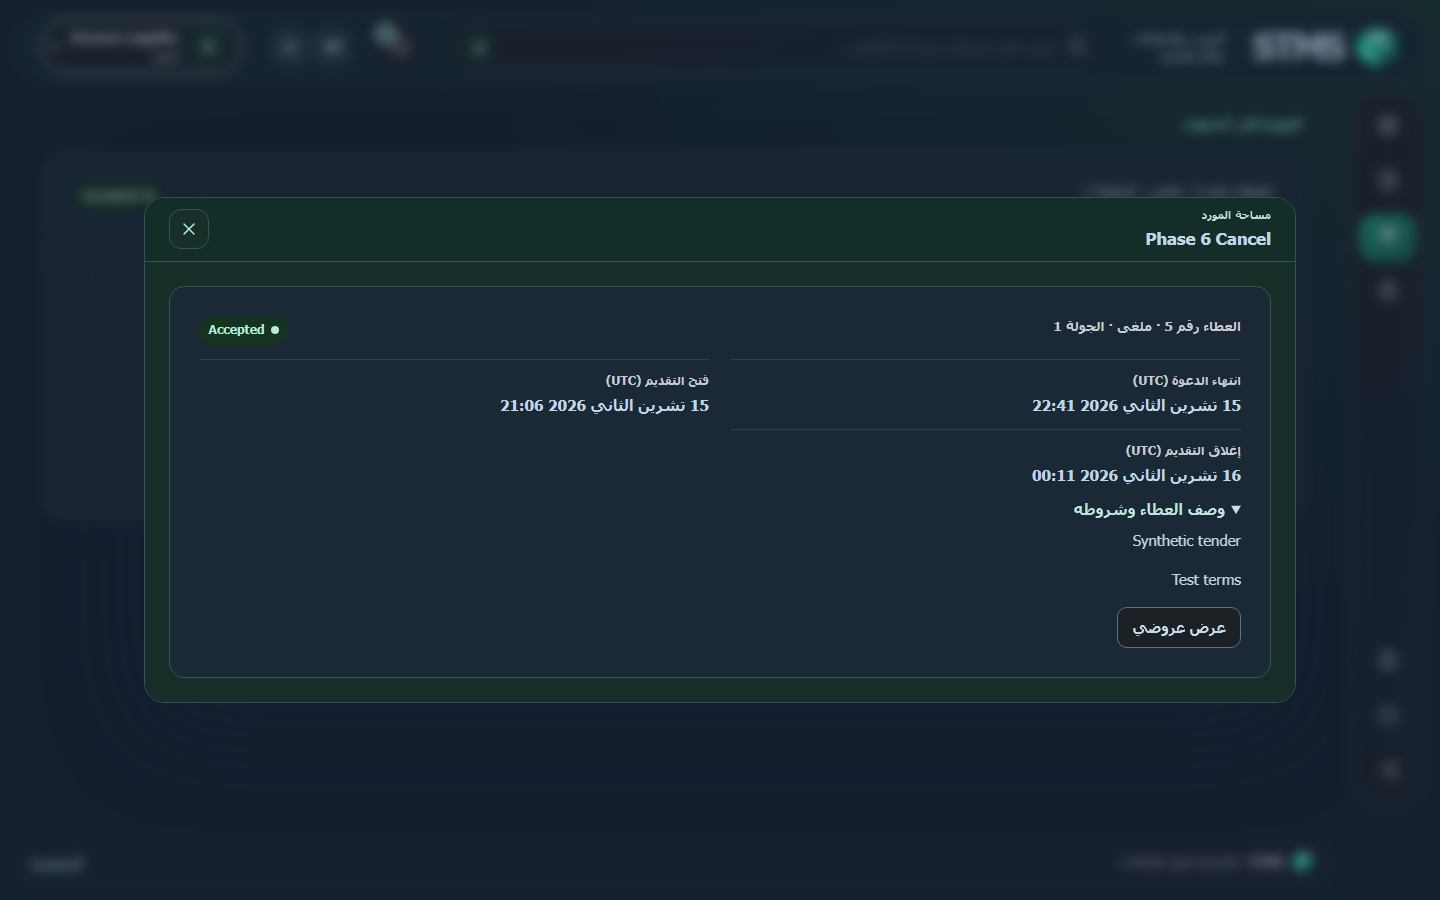 STMS
مساحة المورد
Phase 6 Cancel
العطاء رقم 5 · ملغى · الجولة 1
Accepted
انتهاء الدعوة (UTC)
15 تشرين الثاني 2026 22:41
فتح التقديم (UTC)
15 تشرين الثاني 2026 21:06
إغلاق التقديم (UTC)
16 تشرين الثاني 2026 00:11
▼ وصف العطاء وشروطه
Synthetic tender
Test terms
عرض عروضي